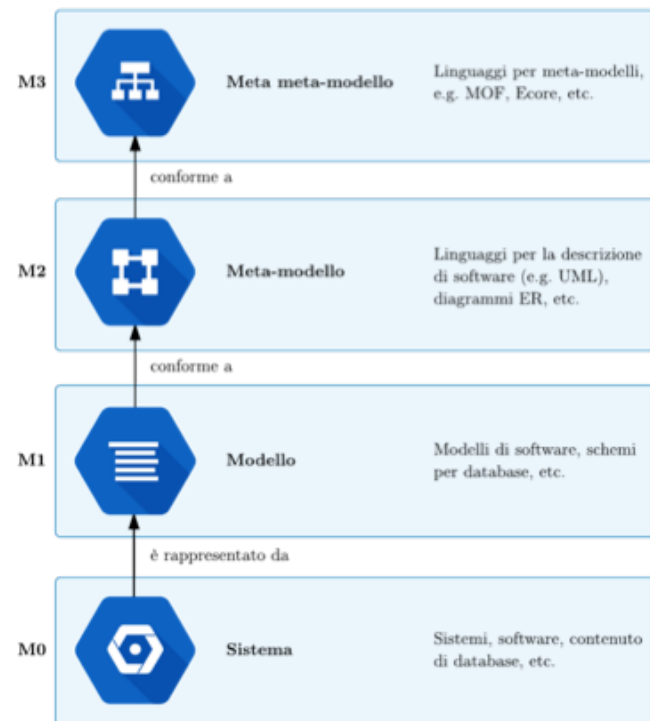 M3
Meta meta-modello
Linguaggi per meta-modelli,
e.g. MOF, Ecore, etc.
conforme a
M2
Meta-modello
Linguaggi per la descrizione
di software (e.g. UML),
diagrammi ER, etc.
conforme a
M1
Modello
Modelli di software, schemi
per database, etc.
è rappresentato da
M0
Sistema
Sistemi, software, contenuto
di database, etc.